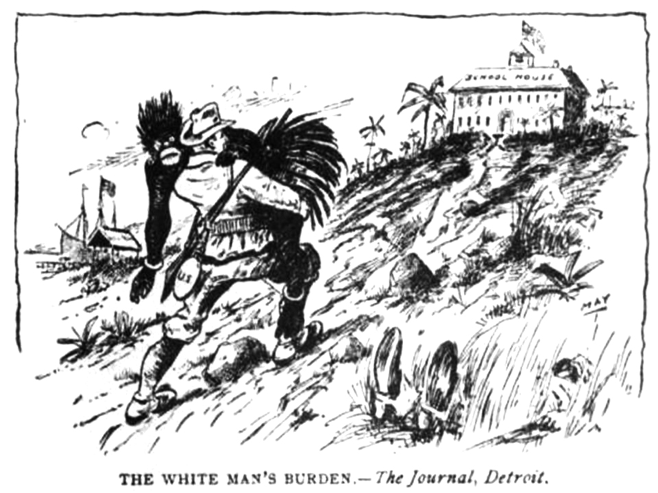 SCHOOL HOUSE
U.S.
MAY
THE WHITE MAN'S BURDEN.—The Journal, Detroit.